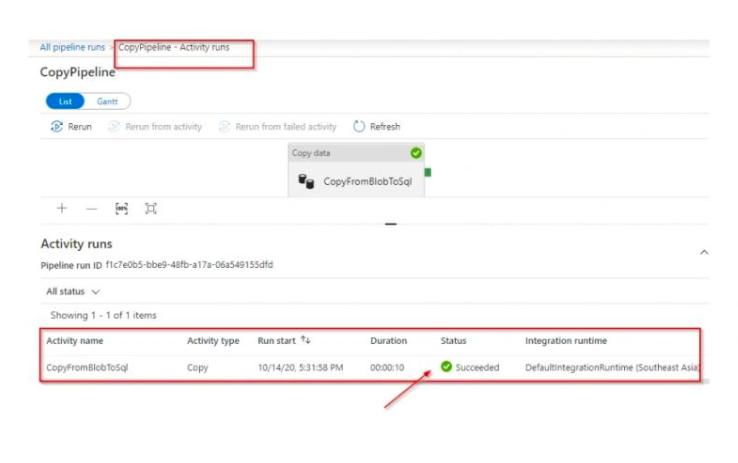 All pipeline runs > CopyPipeline - Activity runs
CopyPipeline
List Gantt
Rerun Rerun from activity Rerun from failed activity Refresh
Copy data
CopyFromBlobToSql
Activity runs
Pipeline run ID f1c7e0b5-bbe9-48fb-a17a-06a549155dfd
All status
Showing 1 - 1 of 1 items
Activity name Activity type Run start ↑↓ Duration Status Integration runtime
CopyFromBlobToSql Copy 10/14/20, 5:31:58 PM 00:00:10 Succeeded DefaultIntegrationRuntime (Southeast Asia)